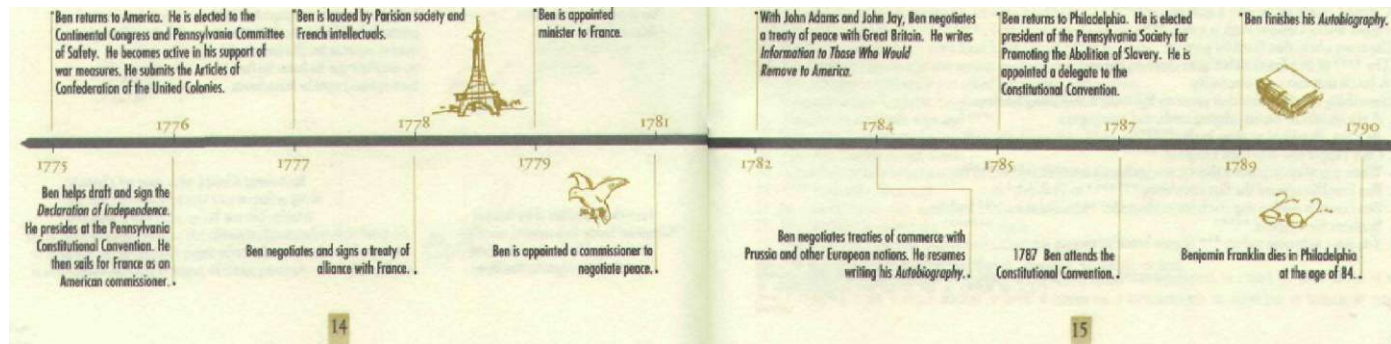 Ben returns to America. He is elected to the
Continental Congress and Pennsylvania Committee
of Safety. He becomes active in his support of
war measures. He submits the Articles of
Confederation of the United Colonies.
Ben is lauded by Parisian society and
French intellectuals.
Ben is appointed
minister to France.
With John Adams and John Jay, Ben negotiates
a treaty of peace with Great Britain. He writes
Information to Those Who Would
Remove to America.
Ben returns to Philadelphia. He is elected
president of the Pennsylvania Society for
Promoting the Abolition of Slavery. He is
appointed a delegate to the
Constitutional Convention.
Ben finishes his Autobiography.
1776
1778
1781
1784
1787
1790
1775
1777
1779
1782
1785
1789
Ben helps draft and sign the
Declaration of Independence.
He presides at the Pennsylvania
Constitutional Convention. He
then sails for France as an
American commissioner.
Ben negotiates and signs a treaty of
alliance with France.
Ben is appointed a commissioner to
negotiate peace.
Ben negotiates treaties of commerce with
Prussia and other European nations. He resumes
writing his Autobiography.
1787 Ben attends the
Constitutional Convention.
Benjamin Franklin dies in Philadelphia
at the age of 84.
14
15